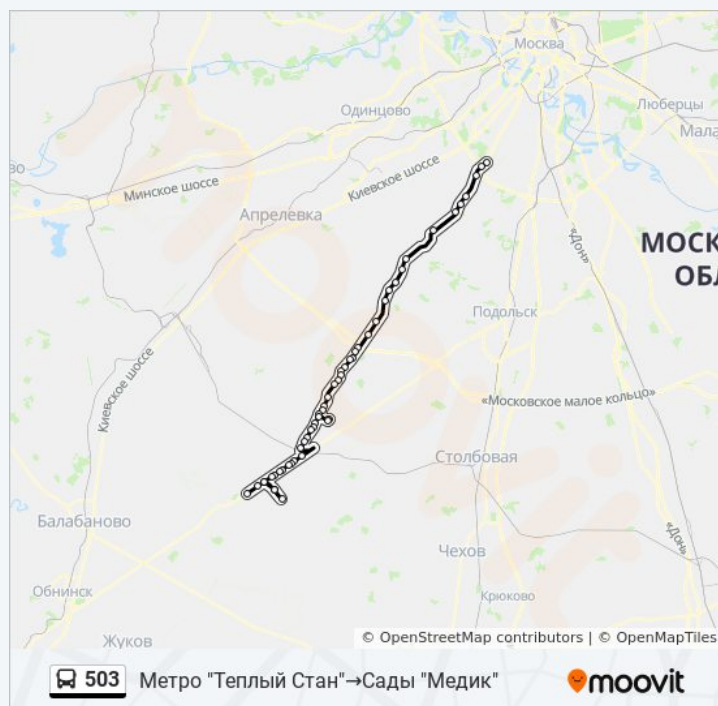 Москва
Одинцово
Люберцы
Мала
во
Киевское шоссе
Минское шоссе
Апрелевка
«Дон»
МОСК
ОБЛ
Подольск
Киевское шоссе
«Московское малое кольцо»
Столбовая
Балабаново
«Дон»
Чехов
Обнинск
Крюково
Жуков
© OpenStreetMap contributors | © OpenMapTiles
503 Метро "Теплый Стан"→Сады "Медик"
moovit